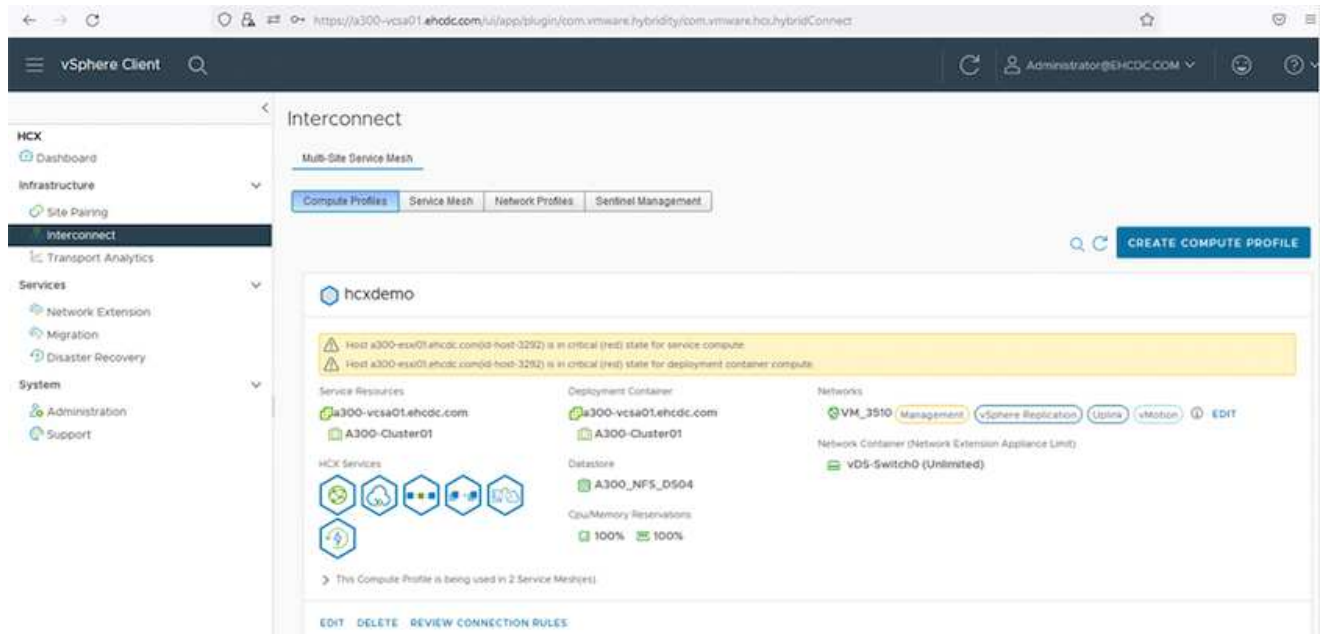 https://a300-vcsa01.ehcdc.com/ui/app/plugin/com.vmware.hybridity/com.vmware.hcx.hybridConnect
vSphere Client
Administrator@EHCDC.COM
HCX
Dashboard
Infrastructure
Site Pairing
Interconnect
Transport Analytics
Services
Network Extension
Migration
Disaster Recovery
System
Administration
Support
Interconnect
Multi-Site Service Mesh
Compute Profiles Service Mesh Network Profiles Sentinel Management
CREATE COMPUTE PROFILE
hcxdemo
Host a300-esxi01.ehcdc.com(id-host-3292) is in critical (red) state for service compute
Host a300-esxi01.ehcdc.com(id-host-3292) is in critical (red) state for deployment container compute.
Service Resources
a300-vcsa01.ehcdc.com
A300-Cluster01
HCX Services
Deployment Container
a300-vcsa01.ehcdc.com
A300-Cluster01
Datastore
A300_NFS_DS04
Cpu/Memory Reservations
100% 100%
Networks
VM_3510 Management vSphere Replication Uplink vMotion EDIT
Network Container (Network Extension Appliance Limit)
vDS-Switch0 (Unlimited)
This Compute Profile is being used in 2 Service Mesh(es).
EDIT DELETE REVIEW CONNECTION RULES